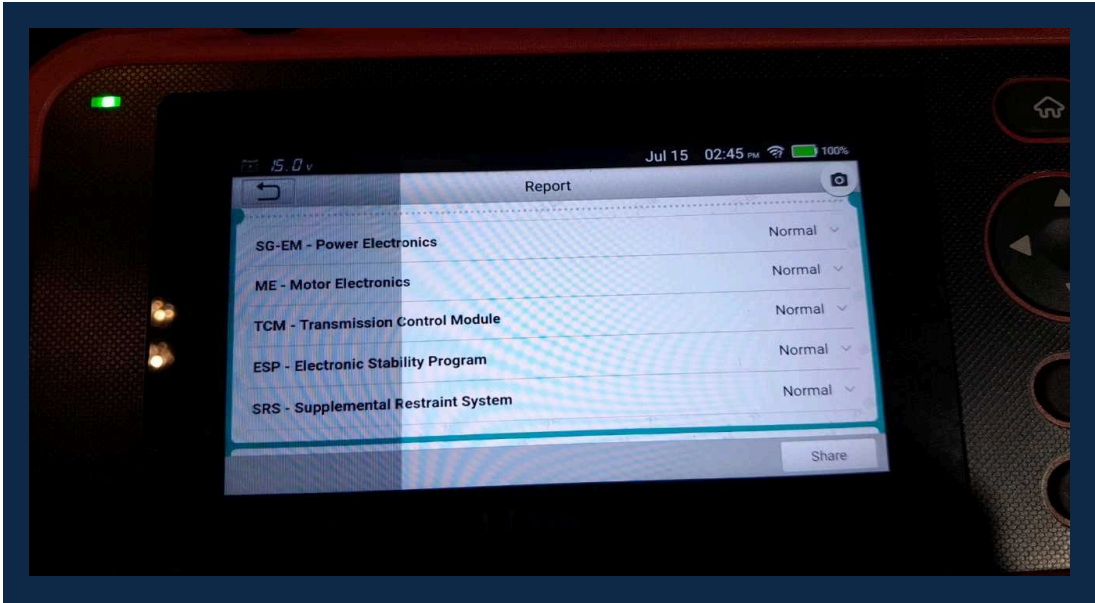 15.0 v Jul 15 02:45 PM 100%
Report
SG-EM - Power Electronics Normal
ME - Motor Electronics Normal
TCM - Transmission Control Module Normal
ESP - Electronic Stability Program Normal
SRS - Supplemental Restraint System Normal
Share